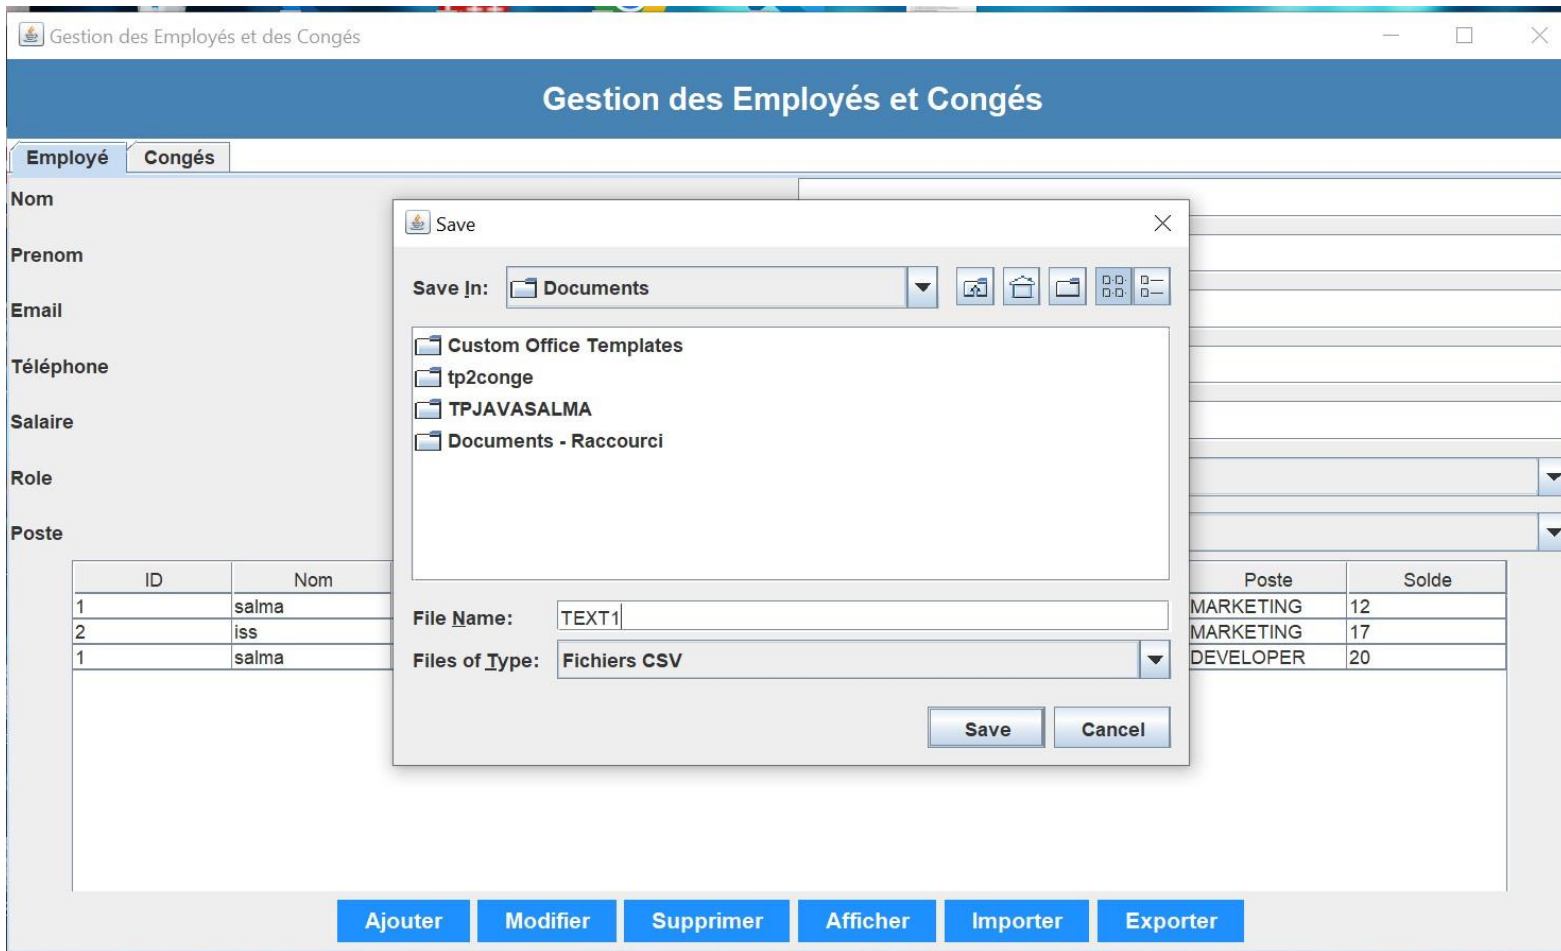 Gestion des Employés et des Congés
Gestion des Employés et Congés
Employé Congés
Nom
Prenom
Email
Téléphone
Salaire
Role
Poste
Save
Save In: Documents
Custom Office Templates
tp2conge
TPJAVASALMA
Documents - Raccourci
File Name: TEXT1
Files of Type: Fichiers CSV
Save Cancel
ID Nom Poste Solde
1 salma MARKETING 12
2 iss MARKETING 17
1 salma DEVELOPER 20
Ajouter Modifier Supprimer Afficher Importer Exporter